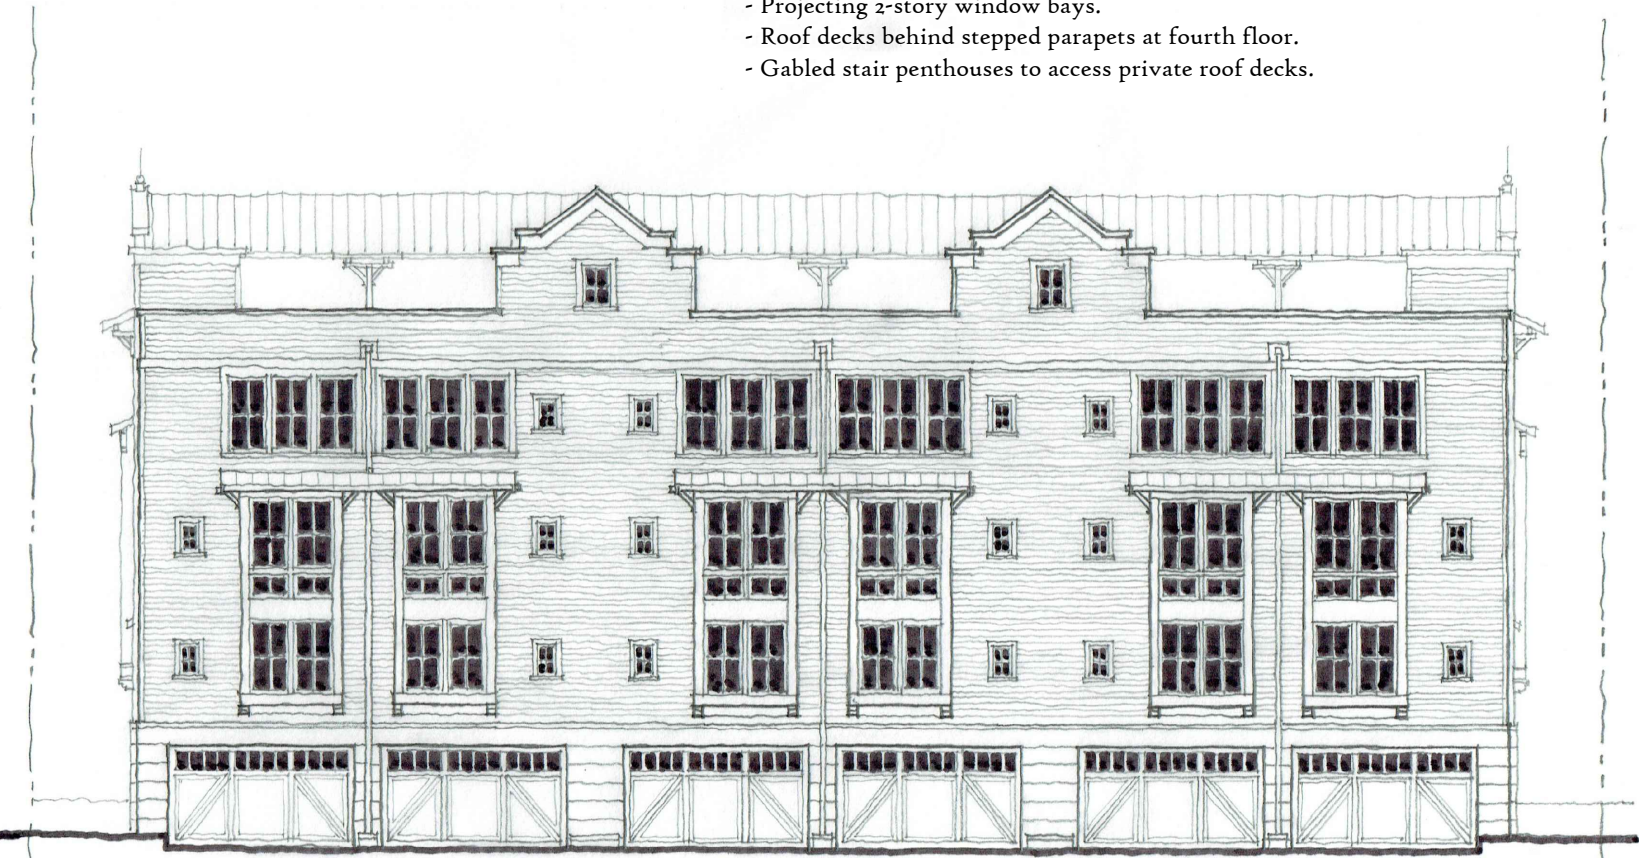 - Projecting 2-story window bays.
- Roof decks behind stepped parapets at fourth floor.
- Gabled stair penthouses to access private roof decks.